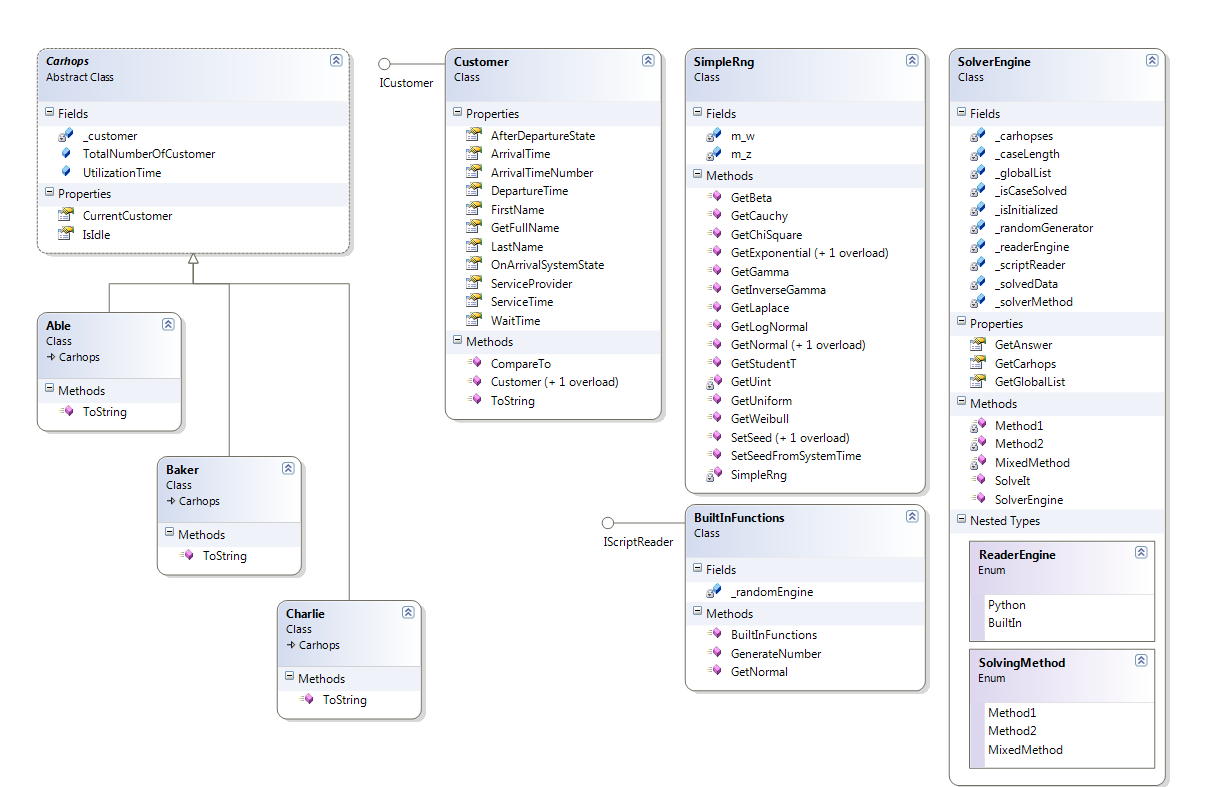 Carhops
Abstract Class
Fields
_customer
TotalNumberOfCustomer
UtilizationTime
Properties
CurrentCustomer
IsIdle
Able
Class
Carhops
Methods
ToString
Baker
Class
Carhops
Methods
ToString
Charlie
Class
Carhops
Methods
ToString
ICustomer
Customer
Class
Properties
AfterDepartureState
ArrivalTime
ArrivalTimeNumber
DepartureTime
FirstName
GetFullName
LastName
OnArrivalSystemState
ServiceProvider
ServiceTime
WaitTime
Methods
CompareTo
Customer (+ 1 overload)
ToString
SimpleRng
Class
Fields
m_w
m_z
Methods
GetBeta
GetCauchy
GetChiSquare
GetExponential (+ 1 overload)
GetGamma
GetInverseGamma
GetLaplace
GetLogNormal
GetNormal (+ 1 overload)
GetStudentT
GetUint
GetUniform
GetWeibull
SetSeed (+ 1 overload)
SetSeedFromSystemTime
SimpleRng
IScriptReader
BuiltInFunctions
Class
Fields
_randomEngine
Methods
BuiltInFunctions
GenerateNumber
GetNormal
SolverEngine
Class
Fields
_carhopses
_caseLength
_globalList
_isCaseSolved
_isInitialized
_randomGenerator
_readerEngine
_scriptReader
_solvedData
_solverMethod
Properties
GetAnswer
GetCarhops
GetGlobalList
Methods
Method1
Method2
MixedMethod
SolveIt
SolverEngine
Nested Types
ReaderEngine
Enum
Python
BuiltIn
SolvingMethod
Enum
Method1
Method2
MixedMethod